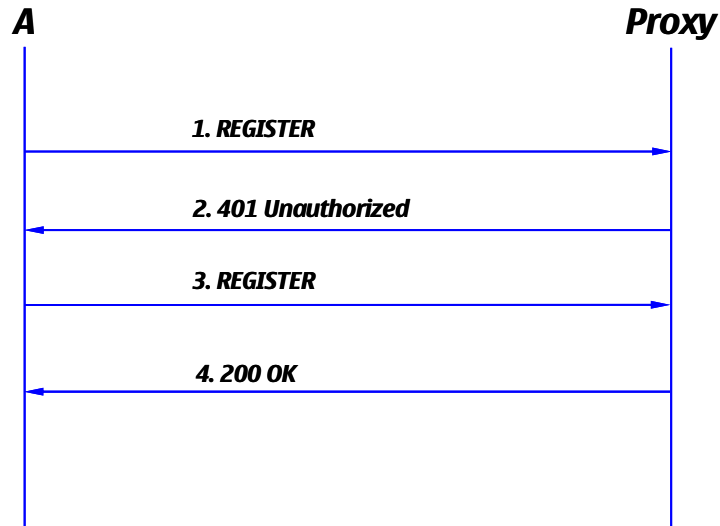 A Proxy
1. REGISTER
2. 401 Unauthorized
3. REGISTER
4. 200 OK